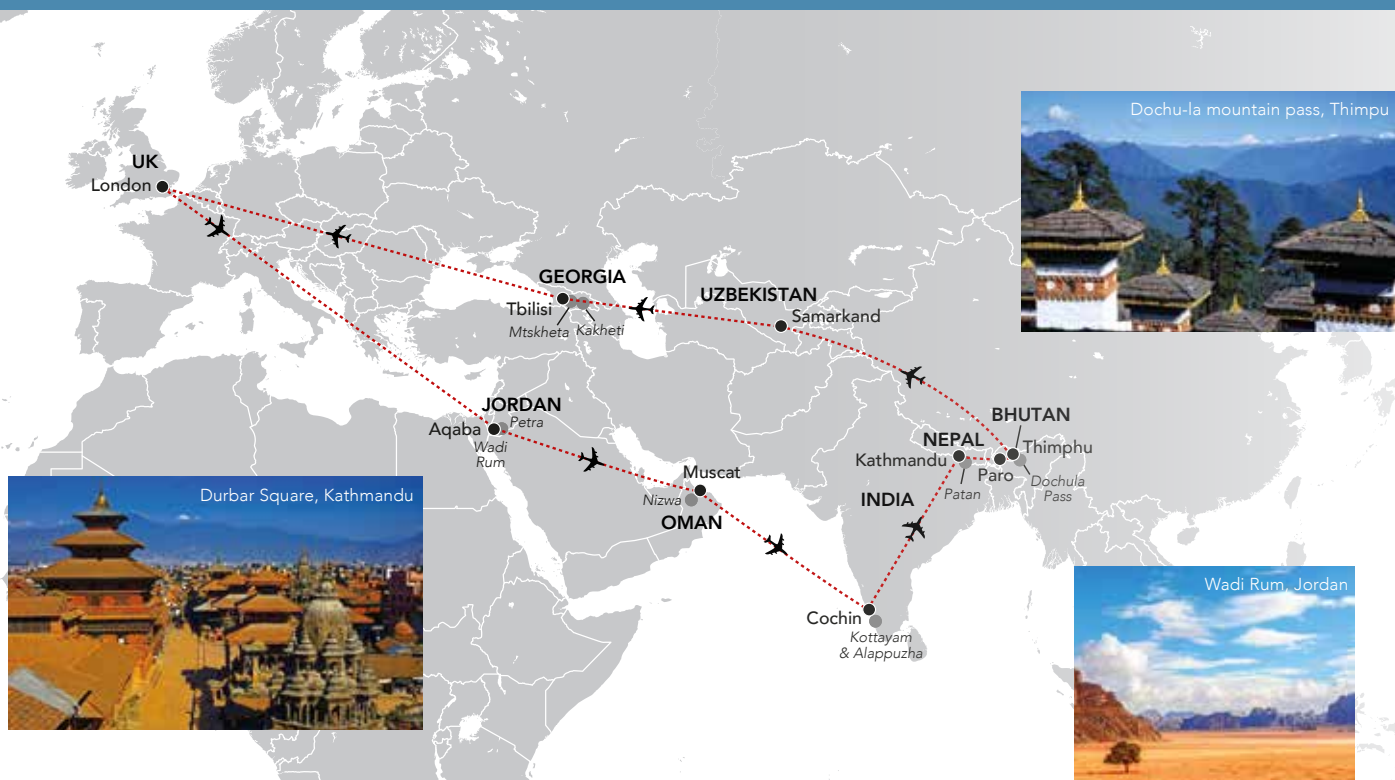 Dochu-la mountain pass, Thimpu
UK
London
GEORGIA
Tbilisi
Mtskheta
Kakheti
UZBEKISTAN
Samarkand
JORDAN
Petra
Aqaba
Wadi
Rum
BHUTAN
NEPAL
Thimphu
Kathmandu
Paro
Patan
Dochula
Pass
Muscat
Nizwa
OMAN
INDIA
Cochin
Kottayam
& Alappuzha
Durbar Square, Kathmandu
Wadi Rum, Jordan